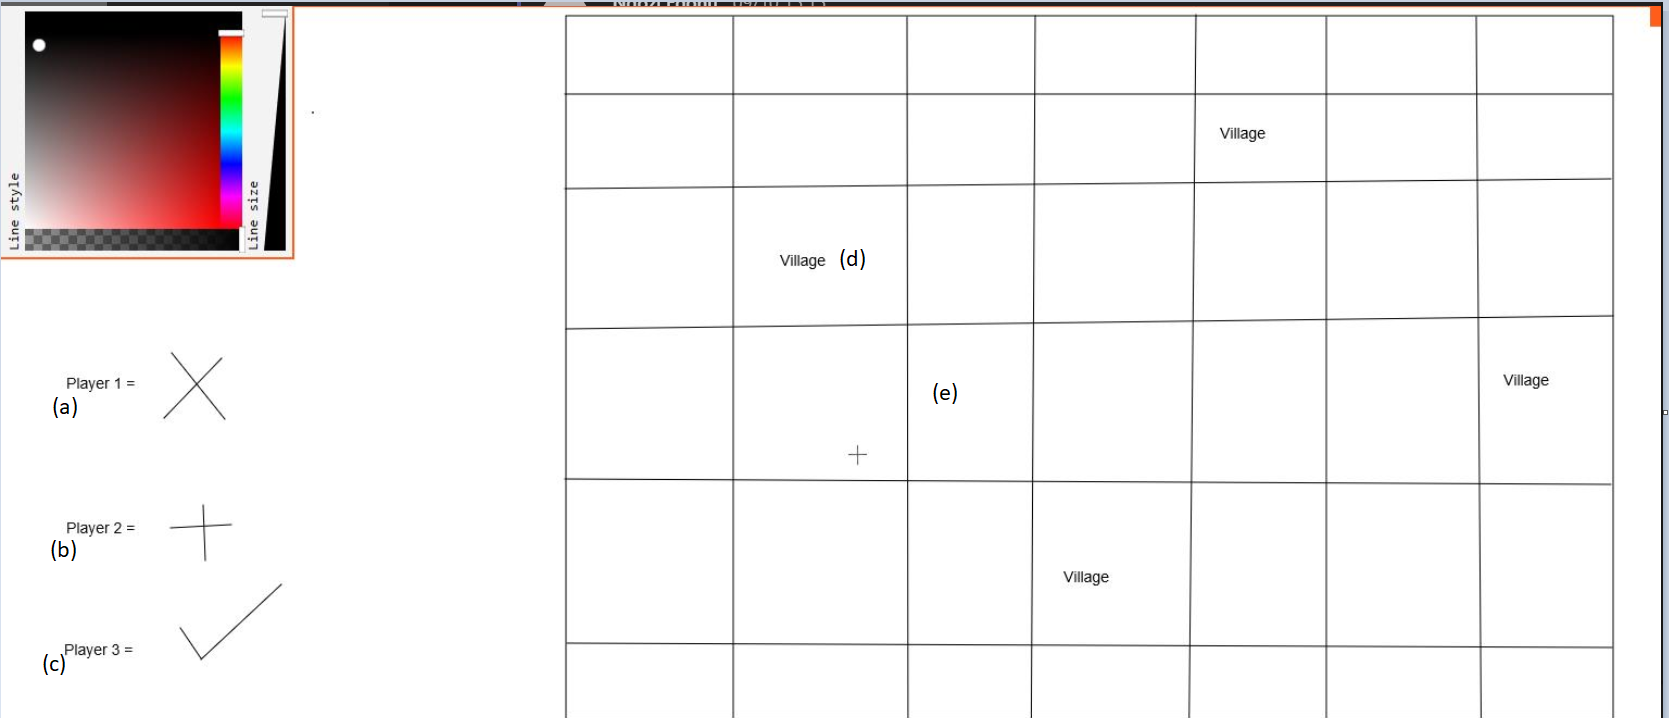 Line style
Line size
Village
Village (d)
Player 1 =
(a)
(e)
Village
Player 2 =
(b)
Village
Player 3 =
(c)